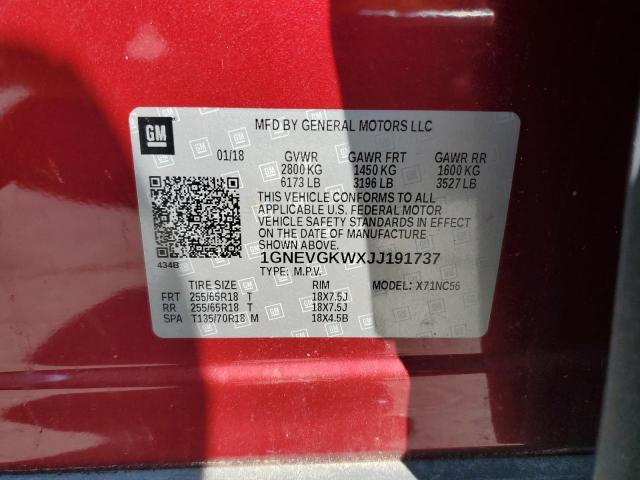 GM MFD BY GENERAL MOTORS LLC
01/18 GVWR GAWR FRT GAWR RR
2800 KG 1450 KG 1600 KG
6173 LB 3196 LB 3527 LB
THIS VEHICLE CONFORMS TO ALL
APPLICABLE U.S. FEDERAL MOTOR
VEHICLE SAFETY STANDARDS IN EFFECT
ON THE DATE OF MANUFACTURE
SHOWN ABOVE.
434B 1GNEVGKWXJJ191737
TYPE: M.P.V.
TIRE SIZE RIM MODEL: X71NC56
FRT 255/65R18 T 18X7.5J
RR 255/65R18 T 18X7.5J
SPA T135/70R18 M 18X4.5B